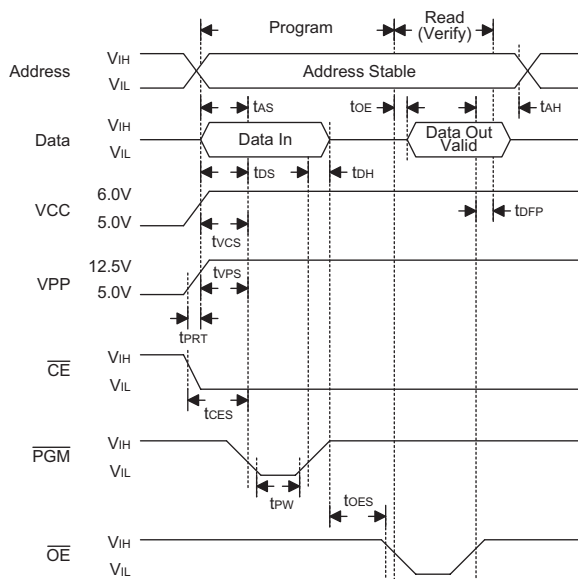 Program
Read
(Verify)
Address
VIH
VIL
Address Stable
tAS
tOE
tAH
Data
VIH
VIL
Data In
Data Out
Valid
tDS
tDH
VCC
6.0V
5.0V
tDFP
tVCS
VPP
12.5V
5.0V
tVPS
tPRT
CE
VIH
VIL
tCES
PGM
VIH
VIL
tPW
tOES
OE
VIH
VIL